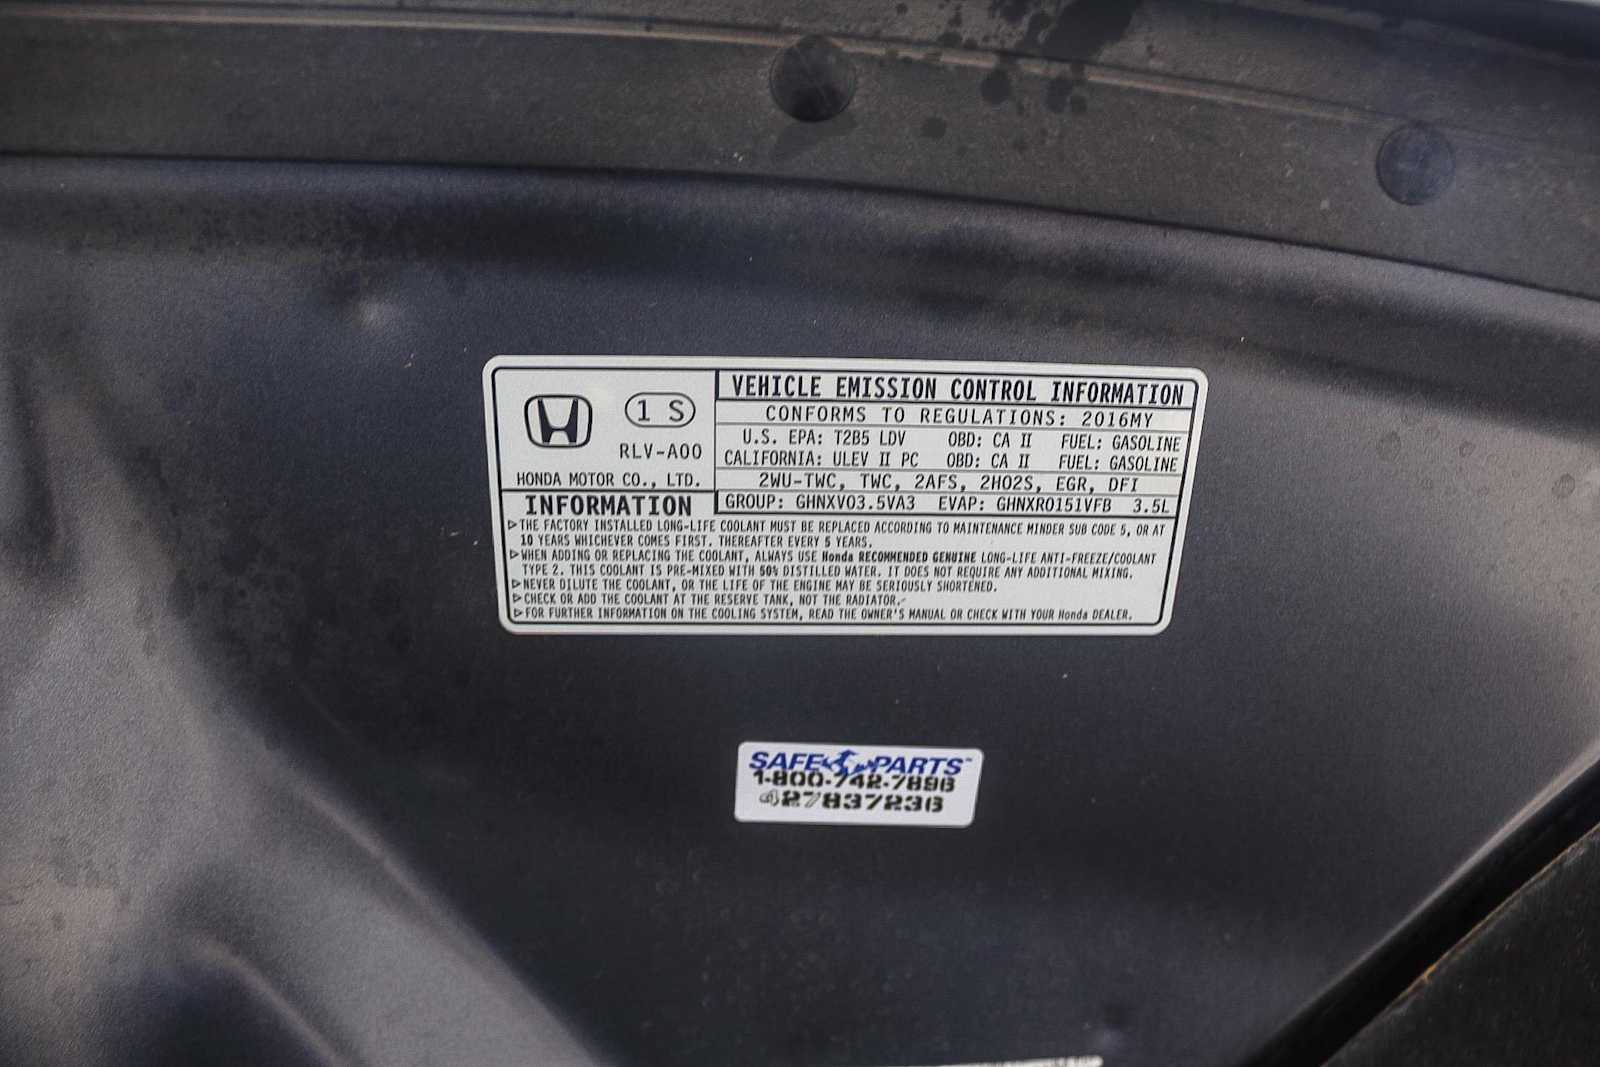 1 S
RLV-A00
HONDA MOTOR CO., LTD.
VEHICLE EMISSION CONTROL INFORMATION
CONFORMS TO REGULATIONS: 2016MY
U.S. EPA: T2B5 LDV OBD: CA II FUEL: GASOLINE
CALIFORNIA: ULEV II PC OBD: CA II FUEL: GASOLINE
2WU-TWC, TWC, 2AFS, 2HO2S, EGR, DFI
GROUP: GHNXV03.5VA3 EVAP: GHNXR0151VFB 3.5L
INFORMATION
▷THE FACTORY INSTALLED LONG-LIFE COOLANT MUST BE REPLACED ACCORDING TO MAINTENANCE MINDER SUB CODE 5, OR AT
10 YEARS WHICHEVER COMES FIRST. THEREAFTER EVERY 5 YEARS.
▷WHEN ADDING OR REPLACING THE COOLANT, ALWAYS USE Honda RECOMMENDED GENUINE LONG-LIFE ANTI-FREEZE/COOLANT
TYPE 2. THIS COOLANT IS PRE-MIXED WITH 50% DISTILLED WATER. IT DOES NOT REQUIRE ANY ADDITIONAL MIXING.
▷NEVER DILUTE THE COOLANT, OR THE LIFE OF THE ENGINE MAY BE SERIOUSLY SHORTENED.
▷CHECK OR ADD THE COOLANT AT THE RESERVE TANK, NOT THE RADIATOR.
▷FOR FURTHER INFORMATION ON THE COOLING SYSTEM, READ THE OWNER'S MANUAL OR CHECK WITH YOUR Honda DEALER.
SAFE PARTS™
1-800-742-7896
427837236